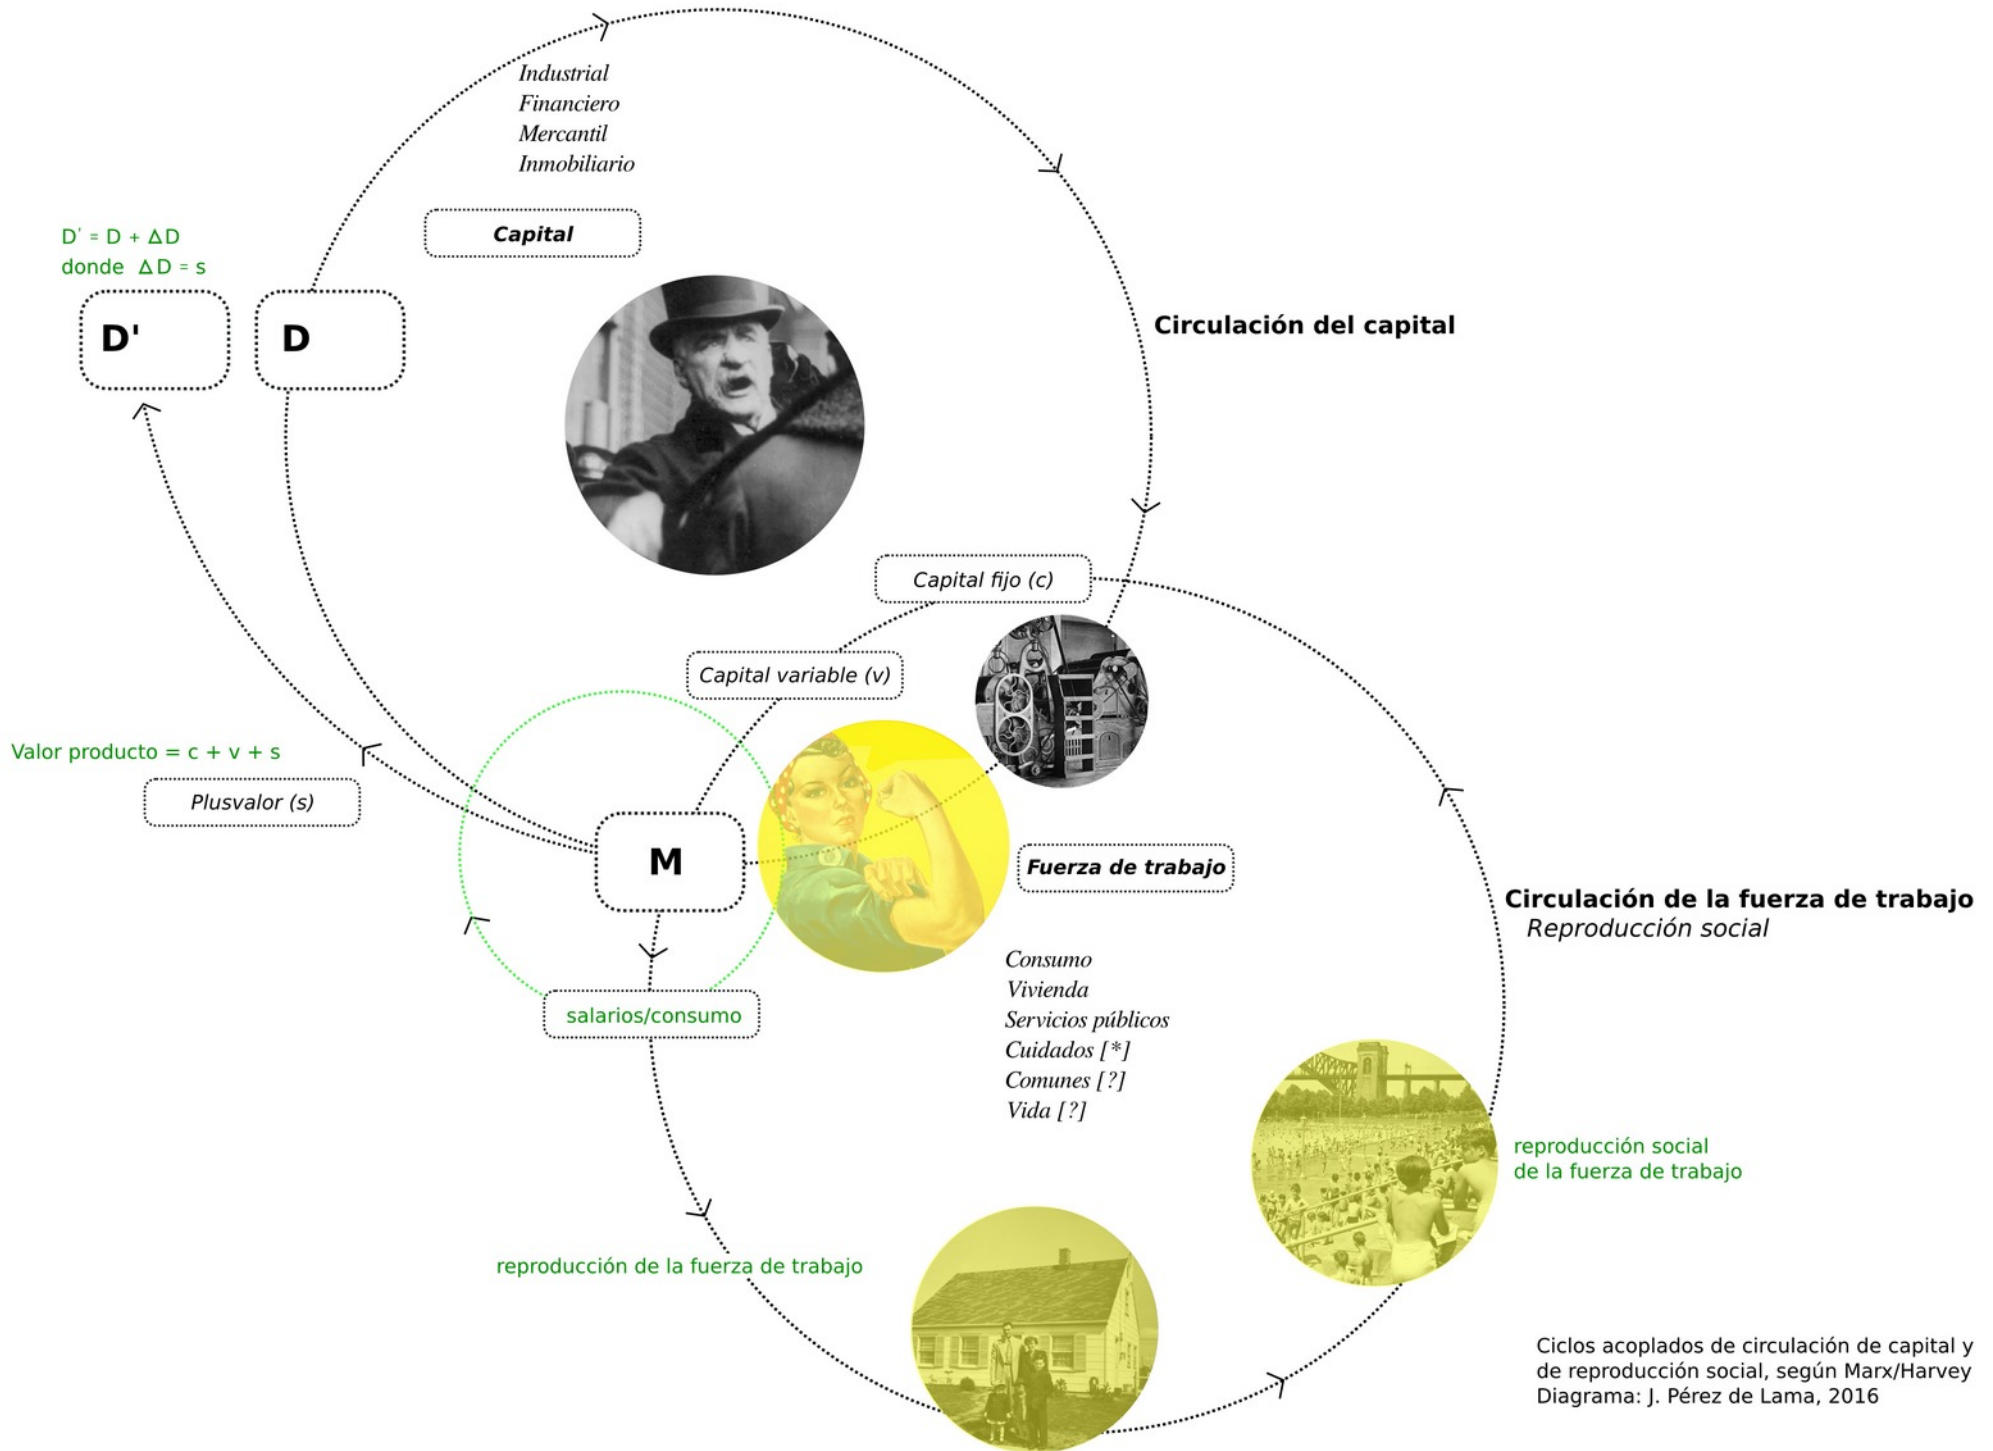 Industrial
Financiero
Mercantil
Inmobiliario
Capital
D' = D + ΔD
donde ΔD = s
D'
D
Circulación del capital
Capital fijo (c)
Capital variable (v)
Valor producto = c + v + s
Plusvalor (s)
M
Fuerza de trabajo
Circulación de la fuerza de trabajo
Reproducción social
Consumo
Vivienda
Servicios públicos
Cuidados [*]
Comunes [?]
Vida [?]
salarios/consumo
reproducción social
de la fuerza de trabajo
reproducción de la fuerza de trabajo
Ciclos acoplados de circulación de capital y
de reproducción social, según Marx/Harvey
Diagrama: J. Pérez de Lama, 2016